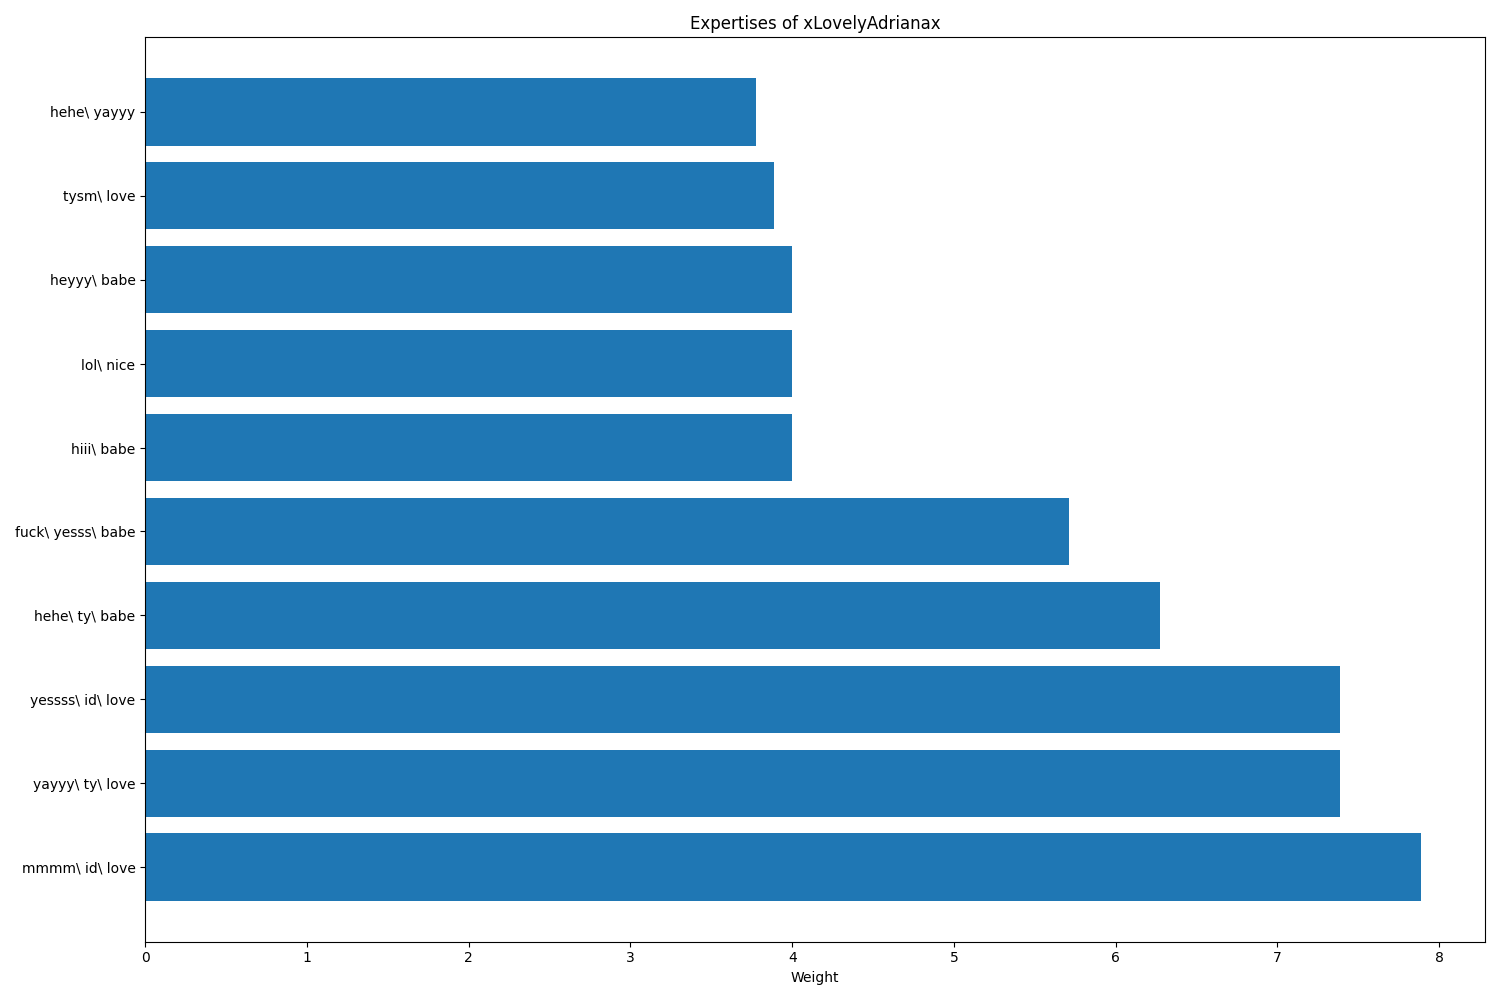 Expertises of xLovelyAdrianax
hehe\ yayyy
tysm\ love
heyyy\ babe
lol\ nice
hiii\ babe
fuck\ yesss\ babe
hehe\ ty\ babe
yessss\ id\ love
yayyy\ ty\ love
mmmm\ id\ love
0 1 2 3 4 5 6 7 8
Weight